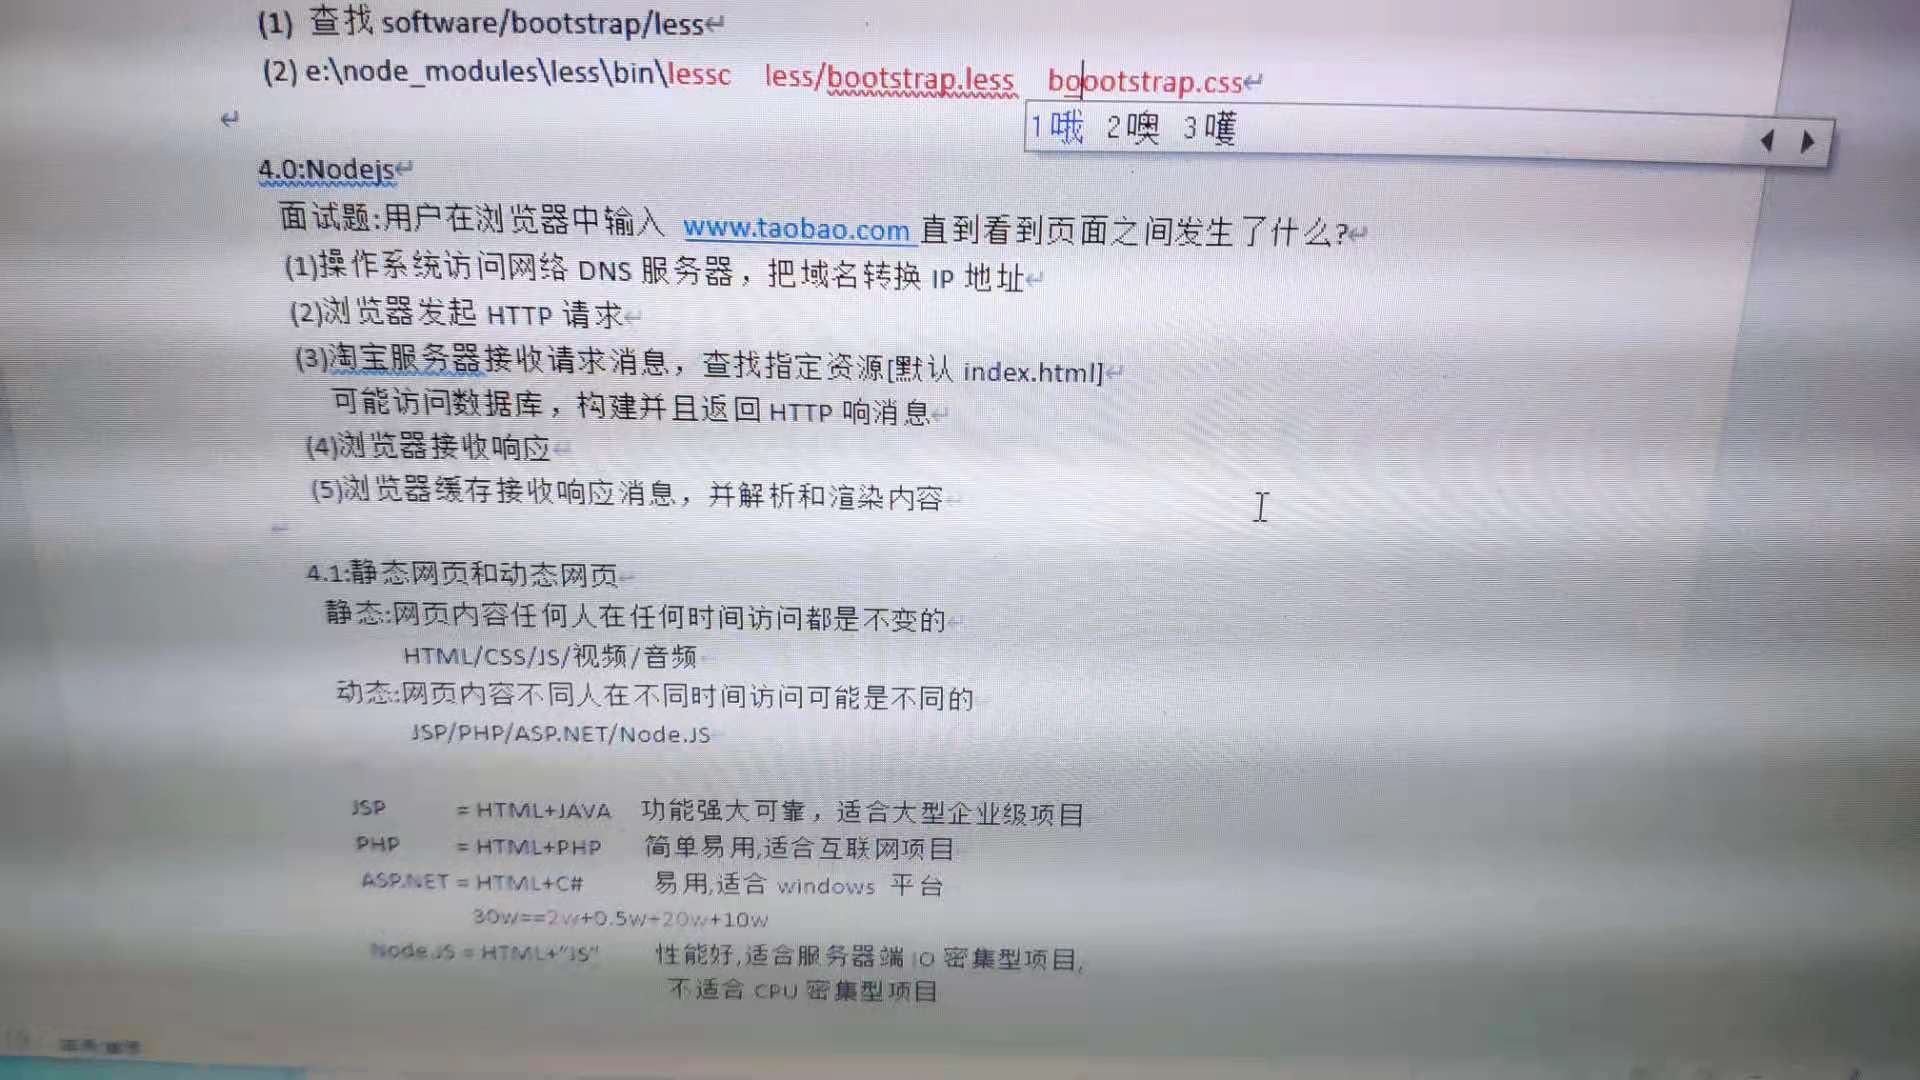 (1) 查找 software/bootstrap/less
(2) e:\node_modules\less\bin\lessc less/bootstrap.less bopootstrap.css
1哦 2噢 3嚄
4.0:Nodejs
面试题:用户在浏览器中输入 www.taobao.com 直到看到页面之间发生了什么?
(1)操作系统访问网络 DNS 服务器，把域名转换 IP 地址
(2)浏览器发起 HTTP 请求
(3)淘宝服务器接收请求消息，查找指定资源[默认 index.html]
可能访问数据库，构建并且返回 HTTP 响消息
(4)浏览器接收响应
(5)浏览器缓存接收响应消息，并解析和渲染内容
4.1:静态网页和动态网页
静态:网页内容任何人在任何时间访问都是不变的
HTML/CSS/JS/视频/音频
动态:网页内容不同人在不同时间访问可能是不同的
JSP/PHP/ASP.NET/Node.JS
JSP = HTML+JAVA 功能强大可靠，适合大型企业级项目
PHP = HTML+PHP 简单易用,适合互联网项目
ASP.NET = HTML+C# 易用,适合 windows 平台
30w==2w+0.5w+20w+10w
Node.JS = HTML+"JS" 性能好,适合服务器端 IO 密集型项目,
不适合 CPU 密集型项目